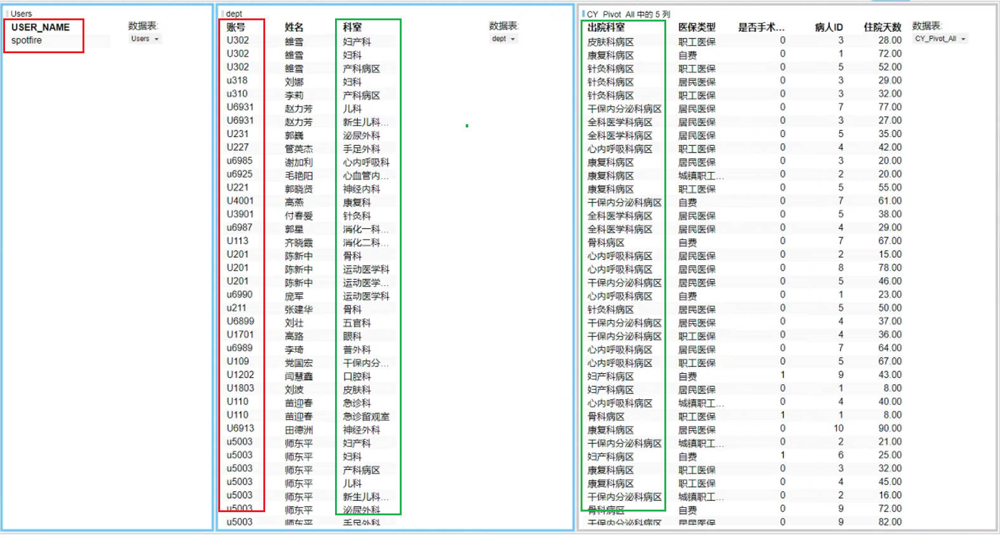 Users
USER_NAME
spotfire
数据表:
Users
dept
账号 姓名 科室
U302 雒雪 妇产科
U302 雒雪 妇科
U302 雒雪 产科病区
u318 刘娜 妇科
u310 李莉 产科病区
U6931 赵力芳 儿科
U6931 赵力芳 新生儿科...
U231 郭巍 泌尿外科
U227 管英杰 手足外科
u6985 谢加利 心内呼吸科
u6925 毛艳阳 心血管内...
U221 郭晓贤 神经内科
U4001 高燕 康复科
U3901 付春爱 针灸科
u6987 郭星 消化一科...
U113 齐晓霞 消化二科...
U201 陈新中 骨科
U201 陈新中 运动医学科
U201 陈新中 运动医学...
u6990 庞军 运动医学科
u211 张建华 骨科
U6899 刘壮 五官科
U1701 高路 眼科
u6989 李琦 普外科
U109 党国宏 干保内分...
U1202 闫慧鑫 口腔科
U1803 刘波 皮肤科
U110 苗迎春 急诊科
U110 苗迎春 急诊留观室
U6913 田德洲 神经外科
u5003 师东平 妇产科
u5003 师东平 妇科
u5003 师东平 产科病区
u5003 师东平 儿科
u5003 师东平 新生儿科...
u5003 师东平 泌尿外科
u5003 师东平 手足外科
数据表:
dept
CY_Pivot_All 中的 5 列
出院科室 医保类型 是否手术... 病人ID 住院天数
皮肤科病区 职工医保 0 3 28.00
康复科病区 自费 0 1 72.00
针灸科病区 职工医保 0 5 52.00
针灸科病区 居民医保 0 3 29.00
针灸科病区 职工医保 0 3 32.00
干保内分泌科病区 居民医保 0 7 77.00
全科医学科病区 居民医保 0 3 27.00
全科医学科病区 居民医保 0 5 35.00
心内呼吸科病区 职工医保 0 4 42.00
康复科病区 居民医保 0 3 20.00
康复科病区 城镇职工... 0 2 20.00
康复科病区 职工医保 0 5 55.00
干保内分泌科病区 自费 0 7 61.00
全科医学科病区 居民医保 0 5 38.00
全科医学科病区 居民医保 0 4 29.00
骨科病区 自费 0 7 67.00
心内呼吸科病区 居民医保 0 2 15.00
心内呼吸科病区 居民医保 0 8 78.00
干保内分泌科病区 居民医保 0 5 46.00
心内呼吸科病区 自费 0 1 23.00
针灸科病区 居民医保 0 5 50.00
干保内分泌科病区 居民医保 0 4 37.00
干保内分泌科病区 职工医保 0 4 36.00
心内呼吸科病区 居民医保 0 7 64.00
心内呼吸科病区 职工医保 0 5 67.00
妇产科病区 自费 1 9 43.00
妇产科病区 居民医保 0 1 8.00
心内呼吸科病区 城镇职工... 0 4 40.00
骨科病区 职工医保 1 1 8.00
康复科病区 居民医保 0 10 90.00
干保内分泌科病区 城镇职工... 0 2 21.00
妇产科病区 自费 1 6 25.00
康复科病区 职工医保 0 3 32.00
康复科病区 职工医保 0 4 45.00
干保内分泌科病区 城镇职工... 0 2 16.00
骨科病区 自费 0 9 72.00
干保内分泌科病区 居民医保 0 9 82.00
数据表:
CY_Pivot_All